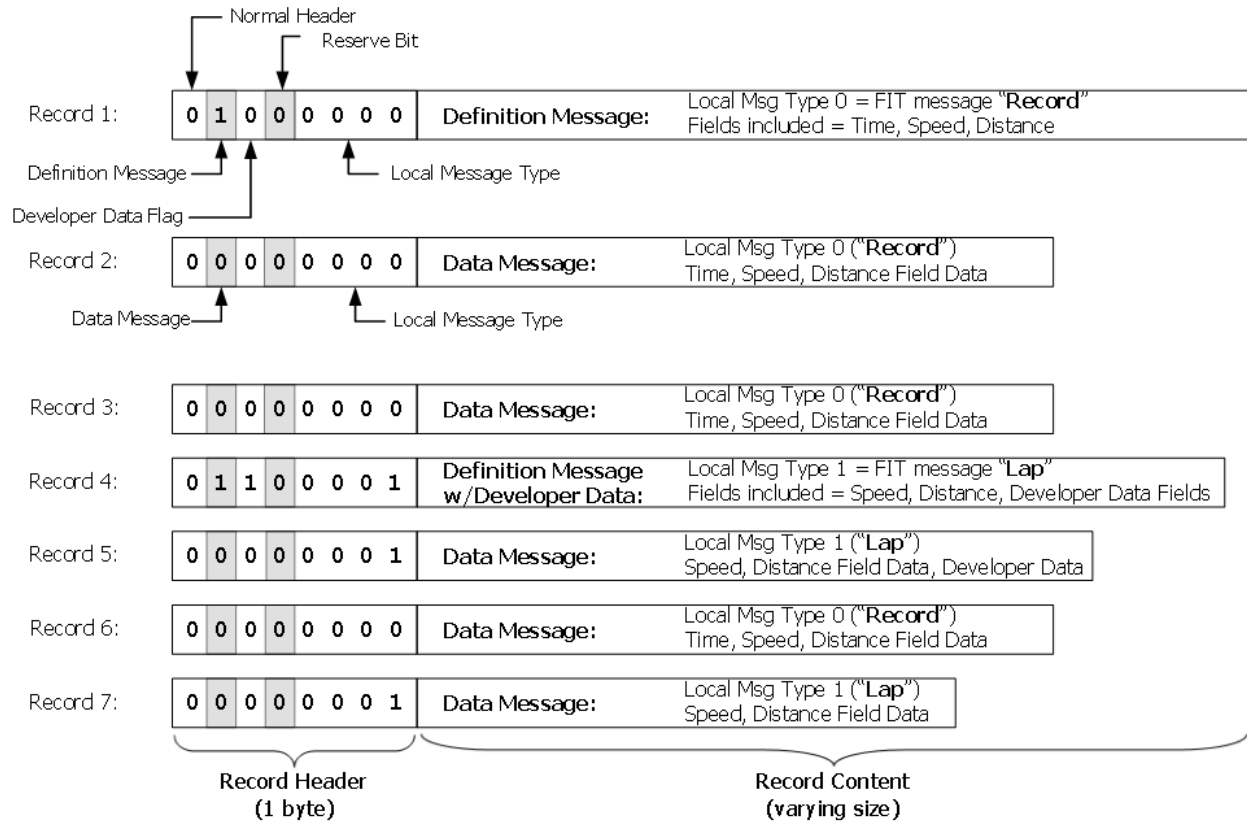 Normal Header
Reserve Bit
Record 1:
0 1 0 0 0 0 0 0
Definition Message:
Local Msg Type 0 = FIT message "Record"
Fields included = Time, Speed, Distance
Definition Message
Local Message Type
Developer Data Flag
Record 2:
0 0 0 0 0 0 0 0
Data Message:
Local Msg Type 0 ("Record")
Time, Speed, Distance Field Data
Data Message
Local Message Type
Record 3:
0 0 0 0 0 0 0 0
Data Message:
Local Msg Type 0 ("Record")
Time, Speed, Distance Field Data
Record 4:
0 1 1 0 0 0 0 1
Definition Message
w/Developer Data:
Local Msg Type 1 = FIT message "Lap"
Fields included = Speed, Distance, Developer Data Fields
Record 5:
0 0 0 0 0 0 0 1
Data Message:
Local Msg Type 1 ("Lap")
Speed, Distance Field Data, Developer Data
Record 6:
0 0 0 0 0 0 0 0
Data Message:
Local Msg Type 0 ("Record")
Time, Speed, Distance Field Data
Record 7:
0 0 0 0 0 0 0 1
Data Message:
Local Msg Type 1 ("Lap")
Speed, Distance Field Data
Record Header
(1 byte)
Record Content
(varying size)